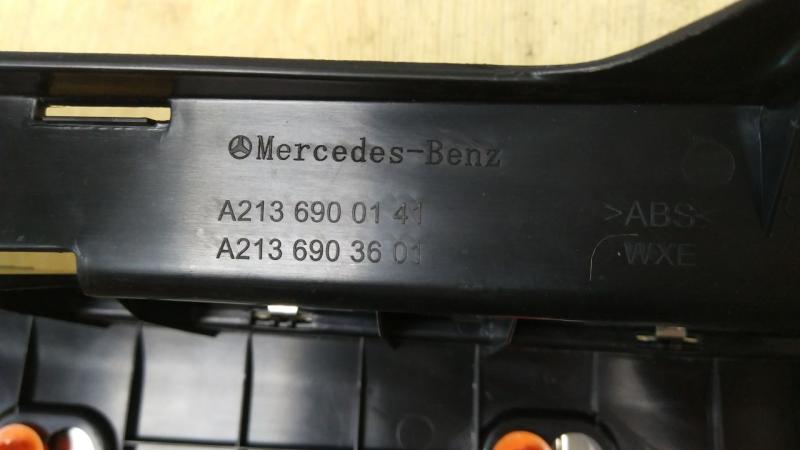 Mercedes-Benz
A213 690 01 41
>ABS<
A213 690 36 01
WXE